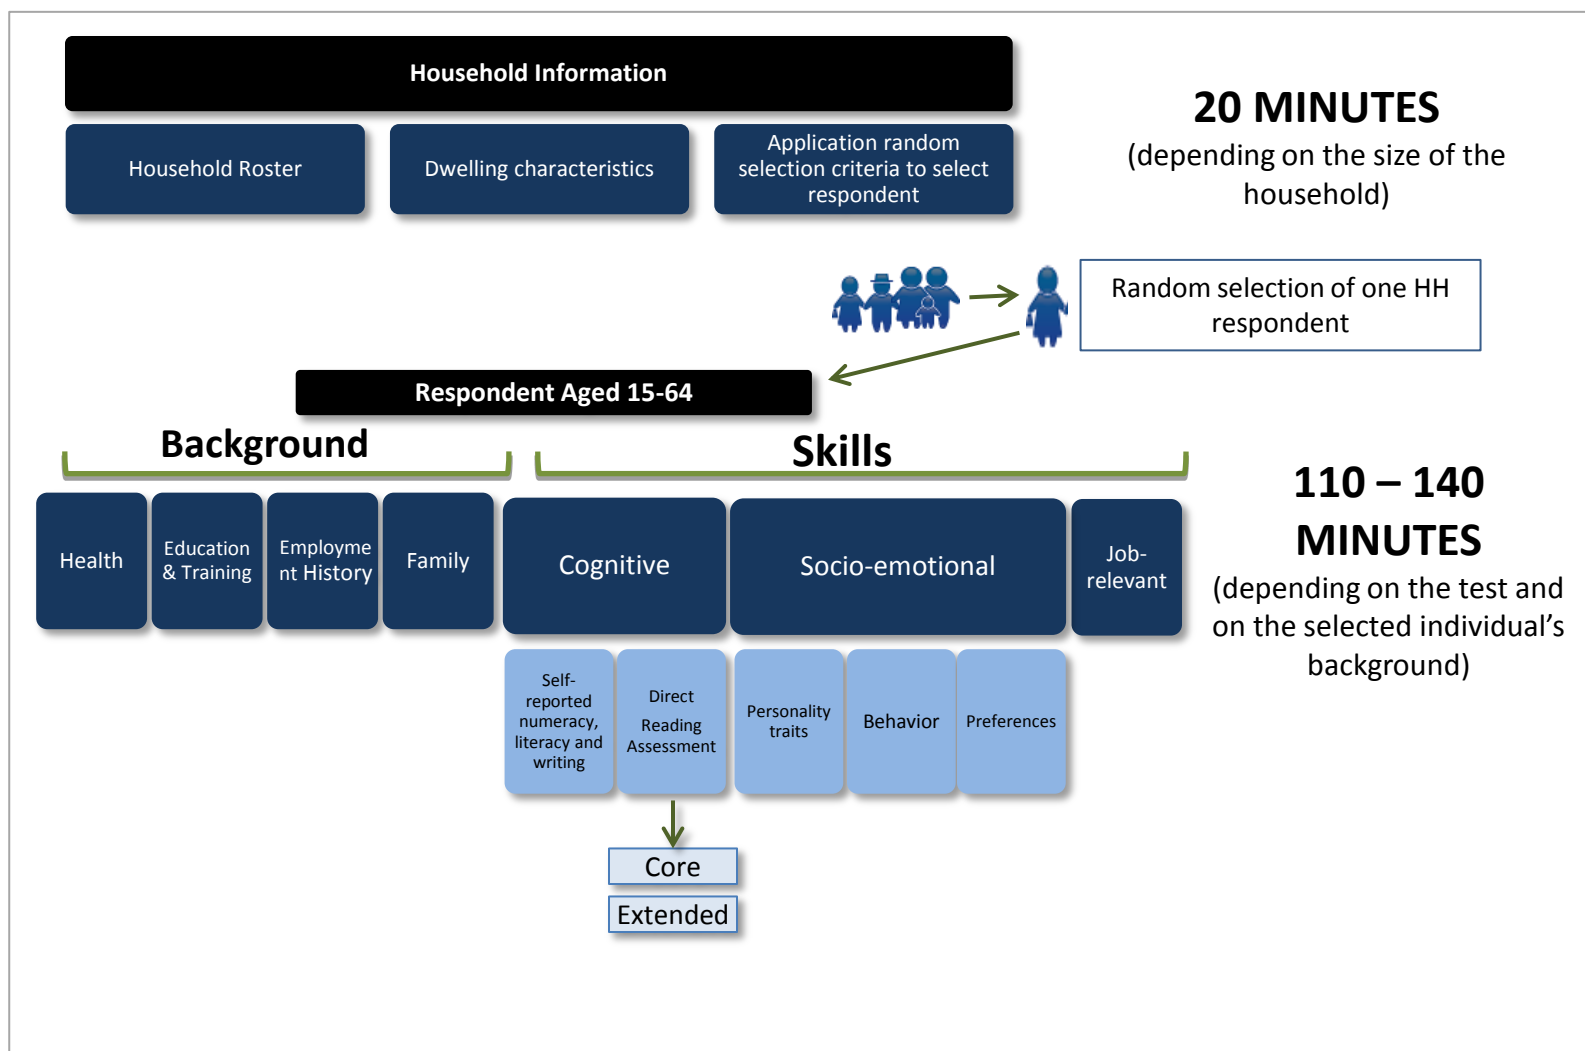 Household Information
20 MINUTES
(depending on the size of the
household)
Household Roster
Dwelling characteristics
Application random
selection criteria to select
respondent
Random selection of one HH
respondent
Respondent Aged 15-64
Background
Skills
110 – 140
MINUTES
(depending on the test and
on the selected individual's
background)
Health
Education
& Training
Employme
nt History
Family
Cognitive
Socio-emotional
Job-
relevant
Self-
reported
numeracy,
literacy and
writing
Direct
Reading
Assessment
Personality
traits
Behavior
Preferences
Core
Extended